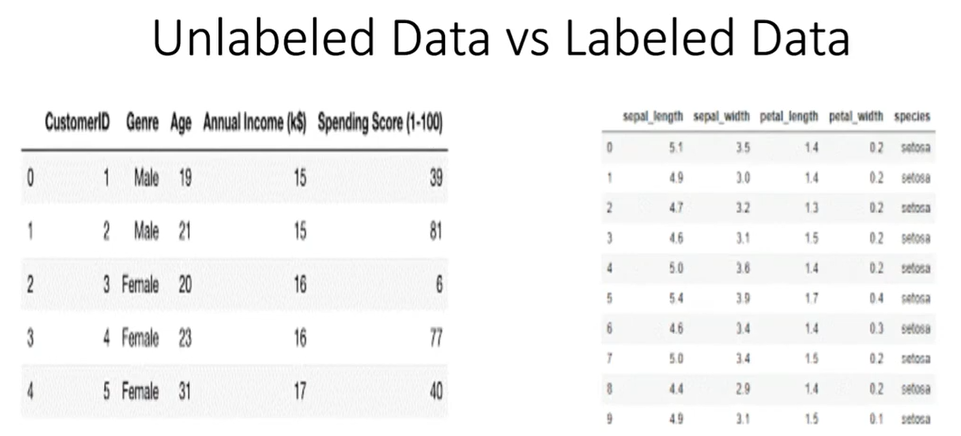 Unlabeled Data vs Labeled Data
CustomerID Genre Age Annual Income (k$) Spending Score (1-100)
0 1 Male 19 15 39
1 2 Male 21 15 81
2 3 Female 20 16 6
3 4 Female 23 16 77
4 5 Female 31 17 40
sepal_length sepal_width petal_length petal_width species
0 5.1 3.5 1.4 0.2 setosa
1 4.9 3.0 1.4 0.2 setosa
2 4.7 3.2 1.3 0.2 setosa
3 4.6 3.1 1.5 0.2 setosa
4 5.0 3.6 1.4 0.2 setosa
5 5.4 3.9 1.7 0.4 setosa
6 4.6 3.4 1.4 0.3 setosa
7 5.0 3.4 1.5 0.2 setosa
8 4.4 2.9 1.4 0.2 setosa
9 4.9 3.1 1.5 0.1 setosa